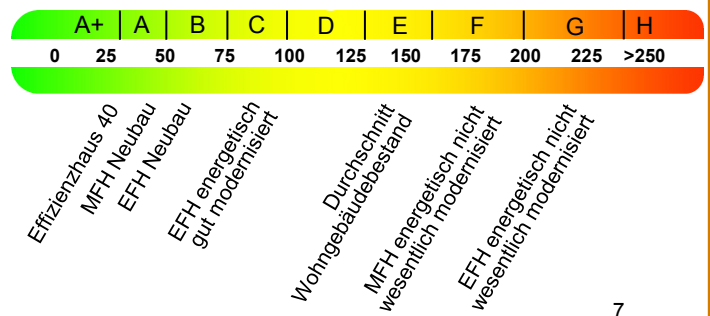 A+ A B C D E F G H
0 25 50 75 100 125 150 175 200 225 >250
Effizienzhaus 40
MFH Neubau
EFH Neubau
EFH energetisch
gut modernisiert
Durchschnitt
Wohngebäudebestand
MFH energetisch nicht
wesentlich modernisiert
EFH energetisch nicht
wesentlich modernisiert
7